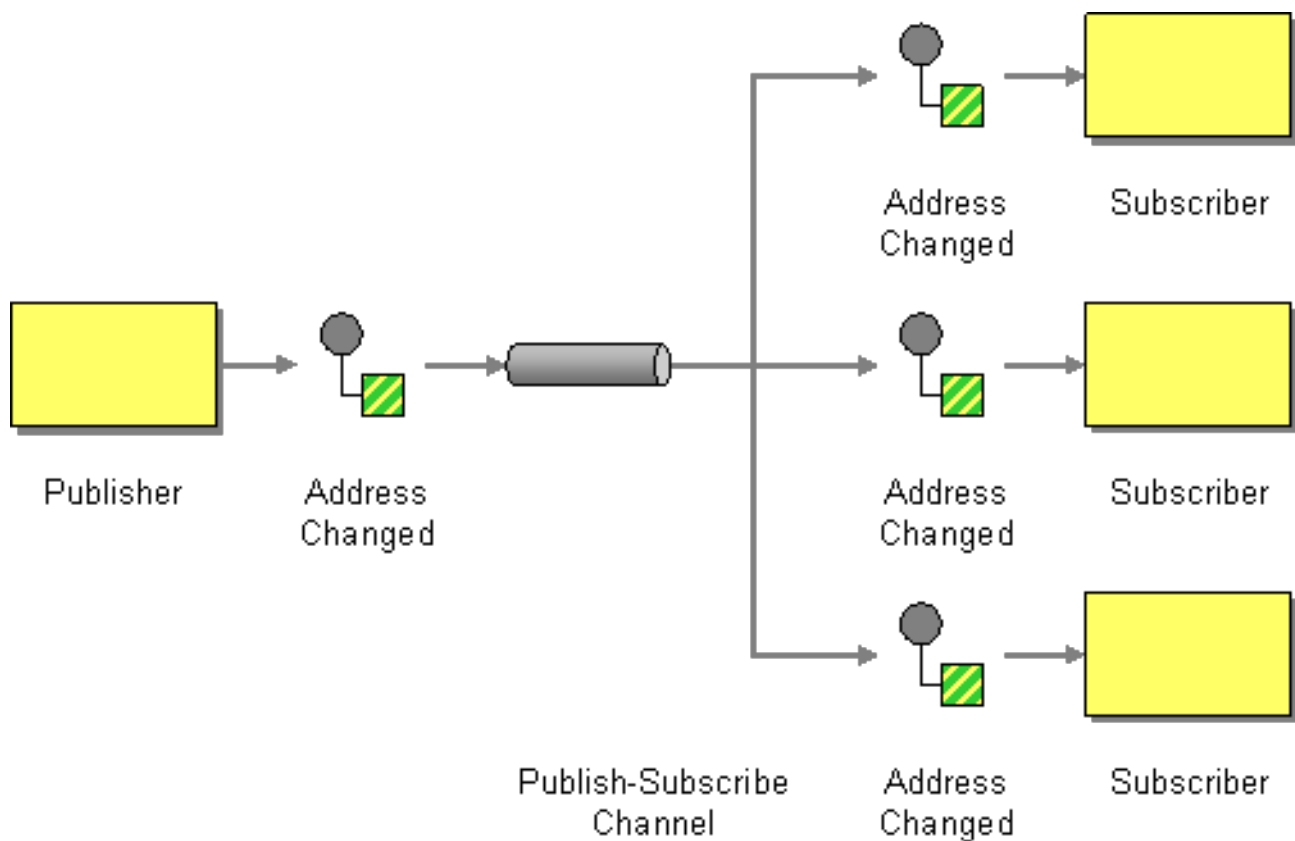 Address
Changed
Subscriber
Publisher
Address
Changed
Address
Changed
Subscriber
Publish-Subscribe
Channel
Address
Changed
Subscriber